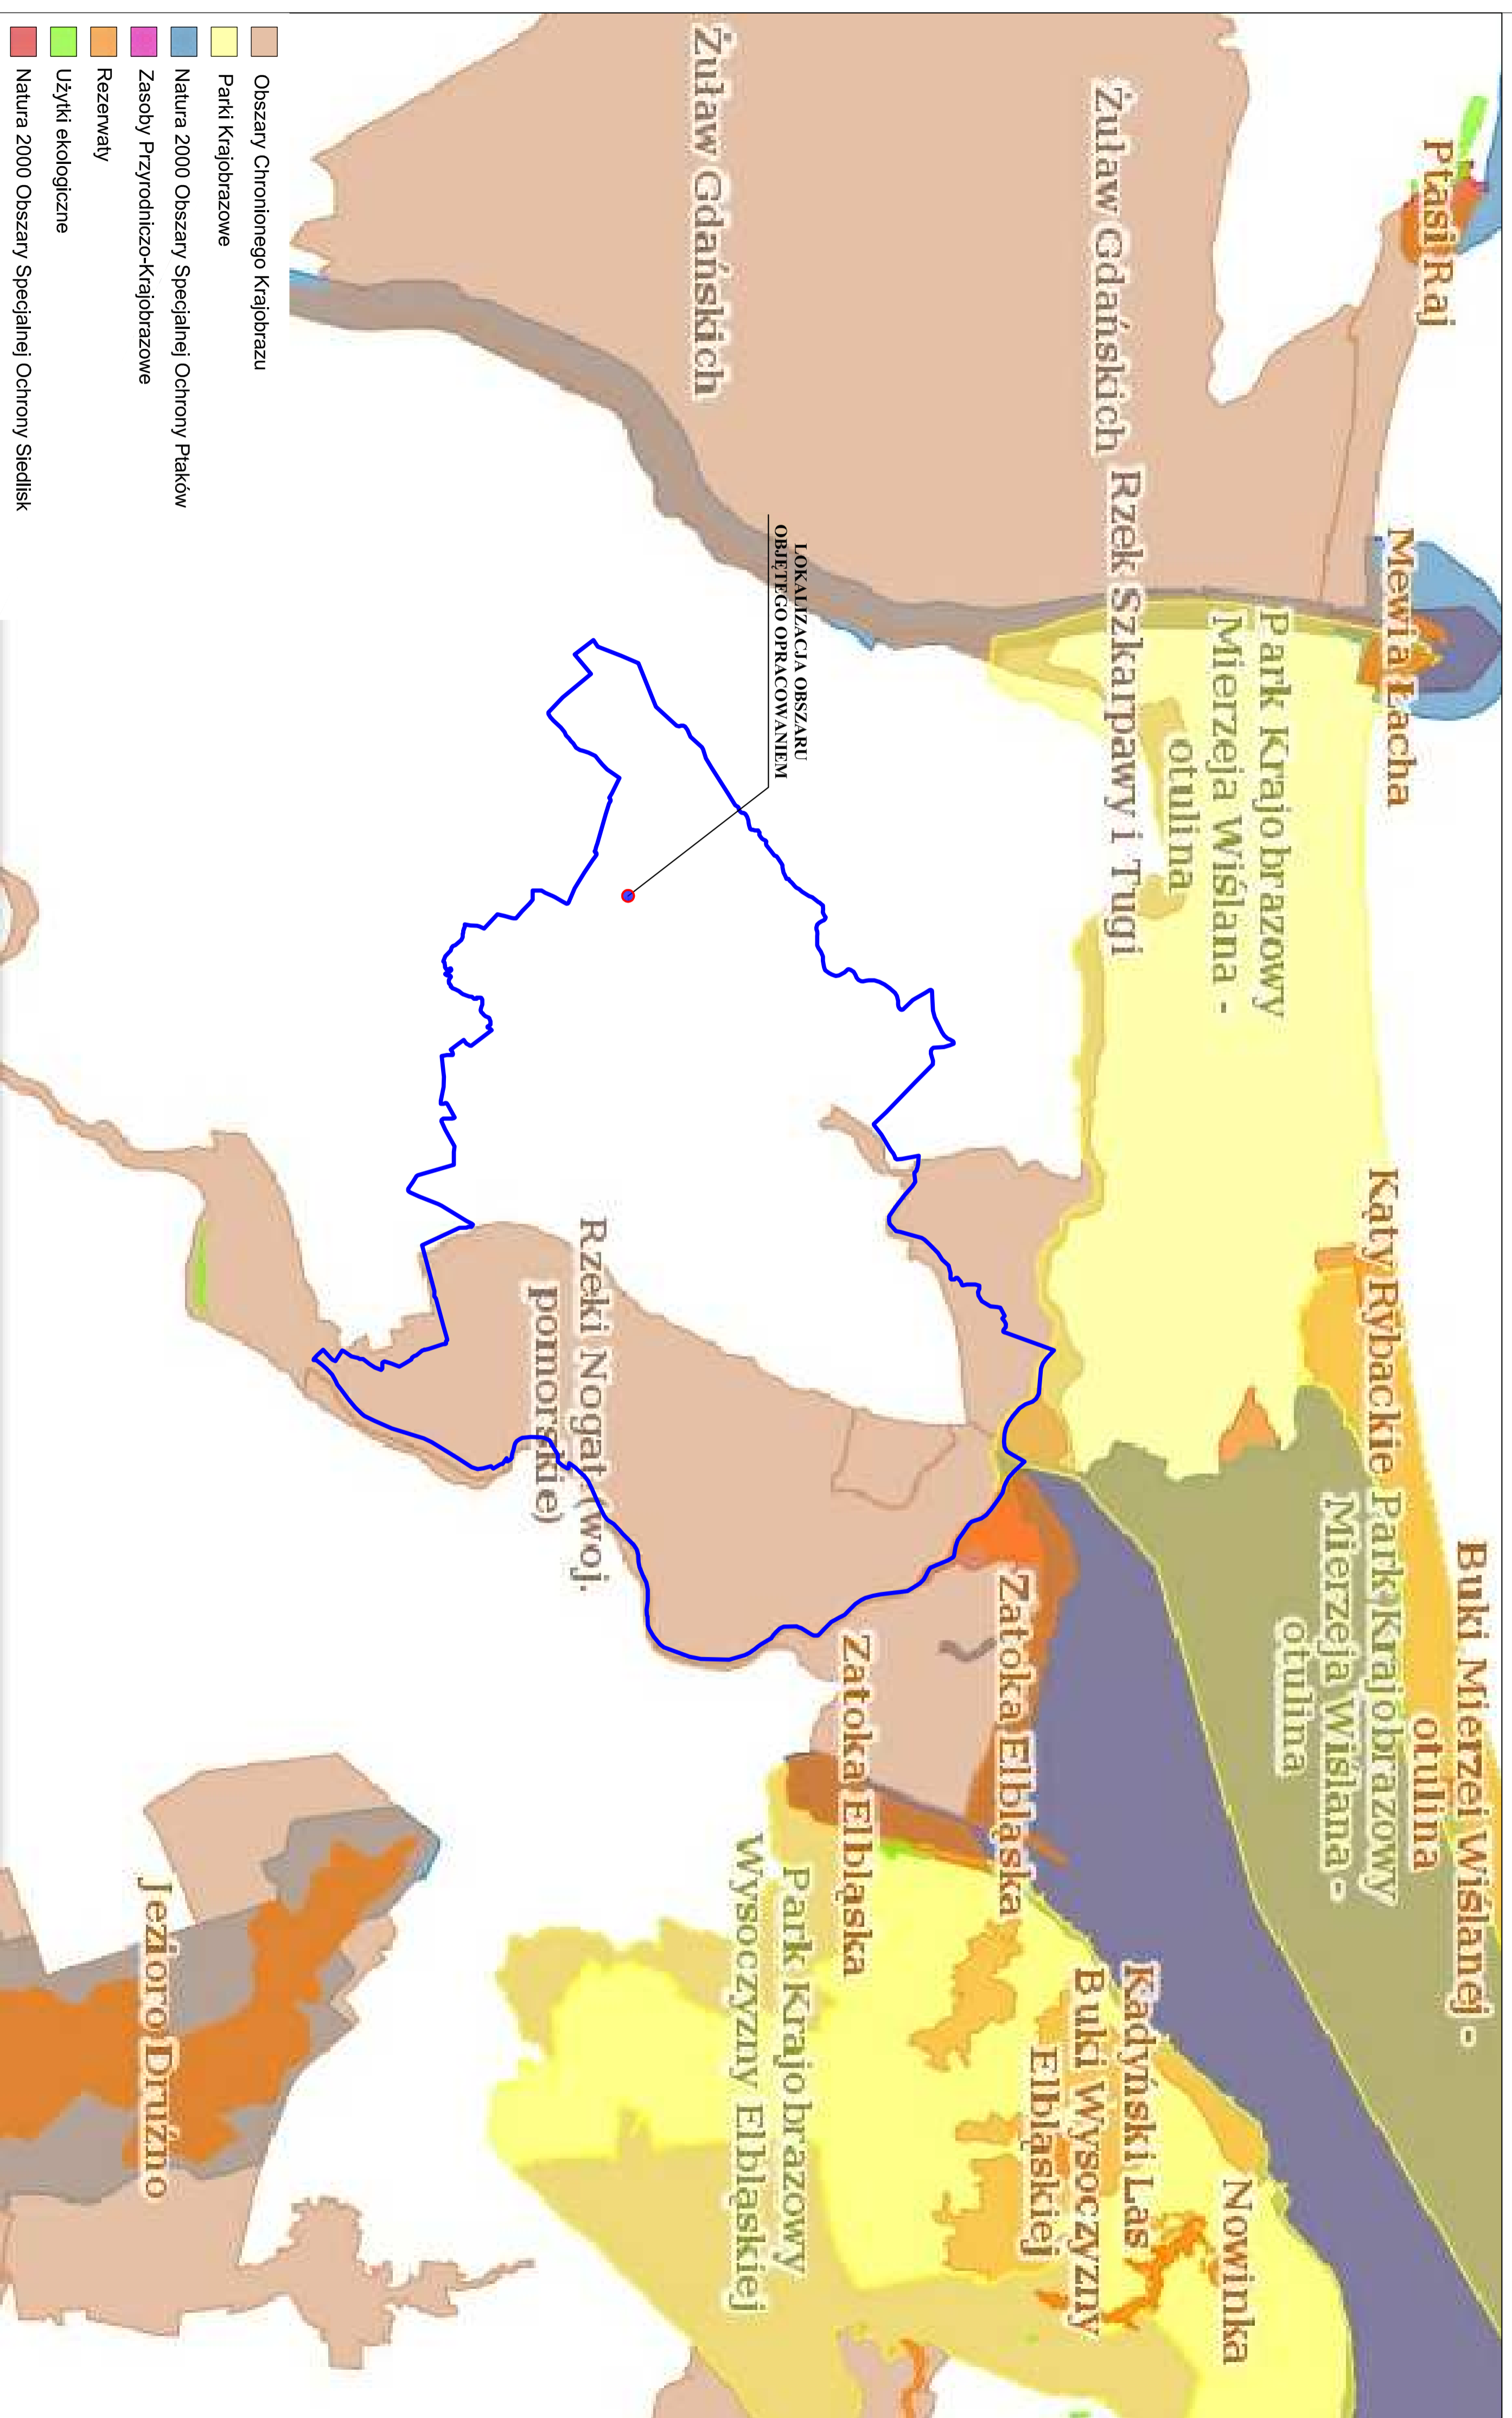 Ptasi Raj
Mewia Łacha
Kąty Rybackie
Buki Mierzei Wiślanej -
otulina
Park Krajobrazowy
Mierzeja Wiślana -
otulina
Park Krajobrazowy
Mierzeja Wiślana -
otulina
Żuław Gdańskich
Rzek Szkarpawy i Tugi
Nowinka
Kadyński Las
Buki Wysoczyzny
Elbląskiej
Zatoka Elbląska
Zatoka Elbląska
Park Krajobrazowy
Wysoczyzny Elbląskiej
LOKALIZACJA OBSZARU
OBJĘTEGO OPRACOWANIEM
Żuław Gdańskich
Rzeki Nogat (woj.
pomorskie)
Jezioro Drużno
Obszary Chronionego Krajobrazu
Parki Krajobrazowe
Natura 2000 Obszary Specjalnej Ochrony Ptaków
Zasoby Przyrodniczo-Krajobrazowe
Rezerwaty
Użytki ekologiczne
Natura 2000 Obszary Specjalnej Ochrony Siedlisk